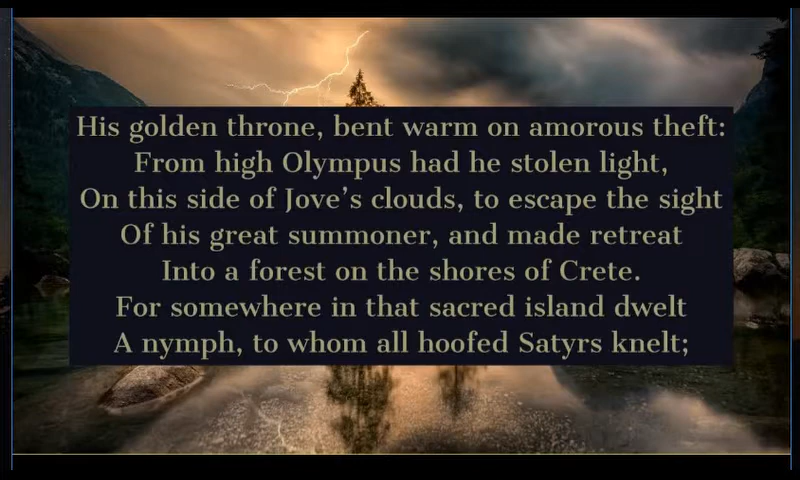 His golden throne, bent warm on amorous theft:
From high Olympus had he stolen light,
On this side of Jove’s clouds, to escape the sight
Of his great summoner, and made retreat
Into a forest on the shores of Crete.
For somewhere in that sacred island dwelt
A nymph, to whom all hoofed Satyrs knelt;